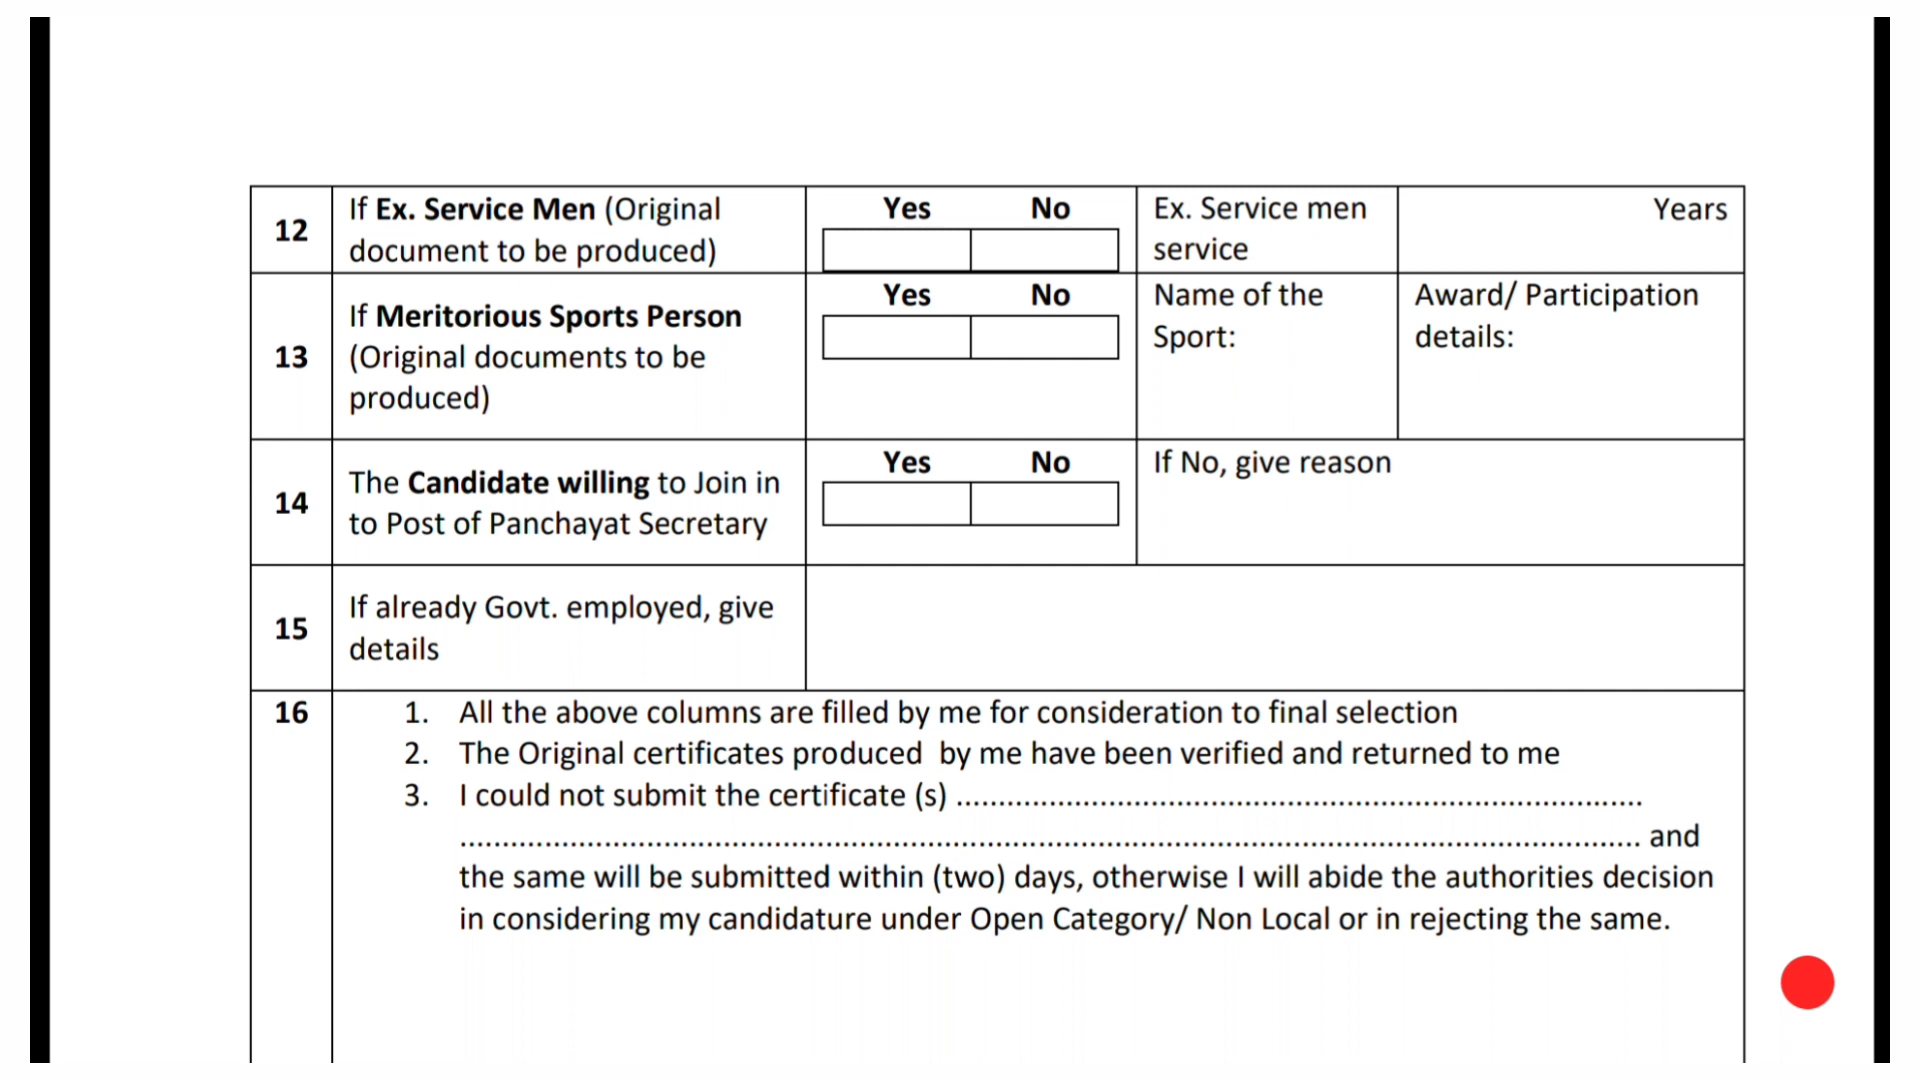 12
If Ex. Service Men (Original
document to be produced)
Yes No
Ex. Service men
service
Years
13
If Meritorious Sports Person
(Original documents to be
produced)
Yes No
Name of the
Sport:
Award/ Participation
details:
14
The Candidate willing to Join in
to Post of Panchayat Secretary
Yes No
If No, give reason
15
If already Govt. employed, give
details
16
1. All the above columns are filled by me for consideration to final selection
2. The Original certificates produced  by me have been verified and returned to me
3. I could not submit the certificate (s) ..................................................................................
.............................................................................................................................................. and
the same will be submitted within (two) days, otherwise I will abide the authorities decision
in considering my candidature under Open Category/ Non Local or in rejecting the same.